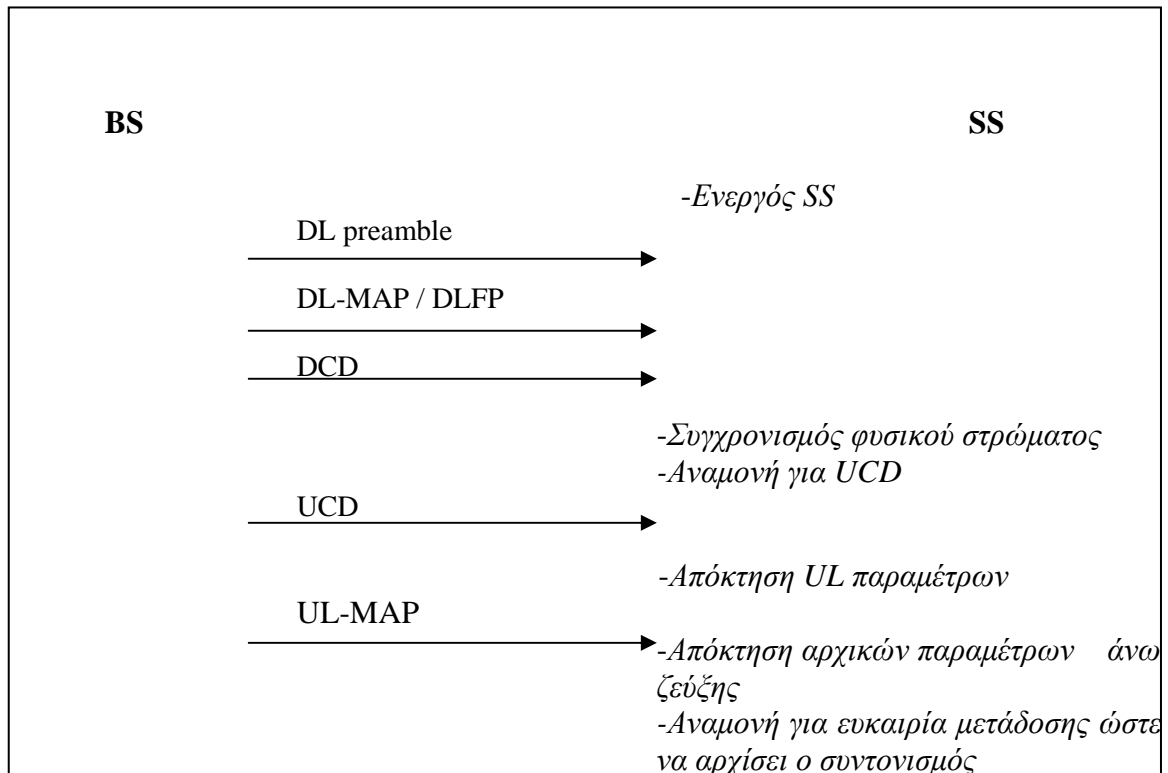 BS SS
-Ενεργός SS
DL preamble
DL-MAP / DLFP
DCD
-Συγχρονισμός φυσικού στρώματος
-Αναμονή για UCD
UCD
-Απόκτηση UL παραμέτρων
UL-MAP
-Απόκτηση αρχικών παραμέτρων άνω
ζεύξης
-Αναμονή για ευκαιρία μετάδοσης ώστε
να αρχίσει ο συντονισμός